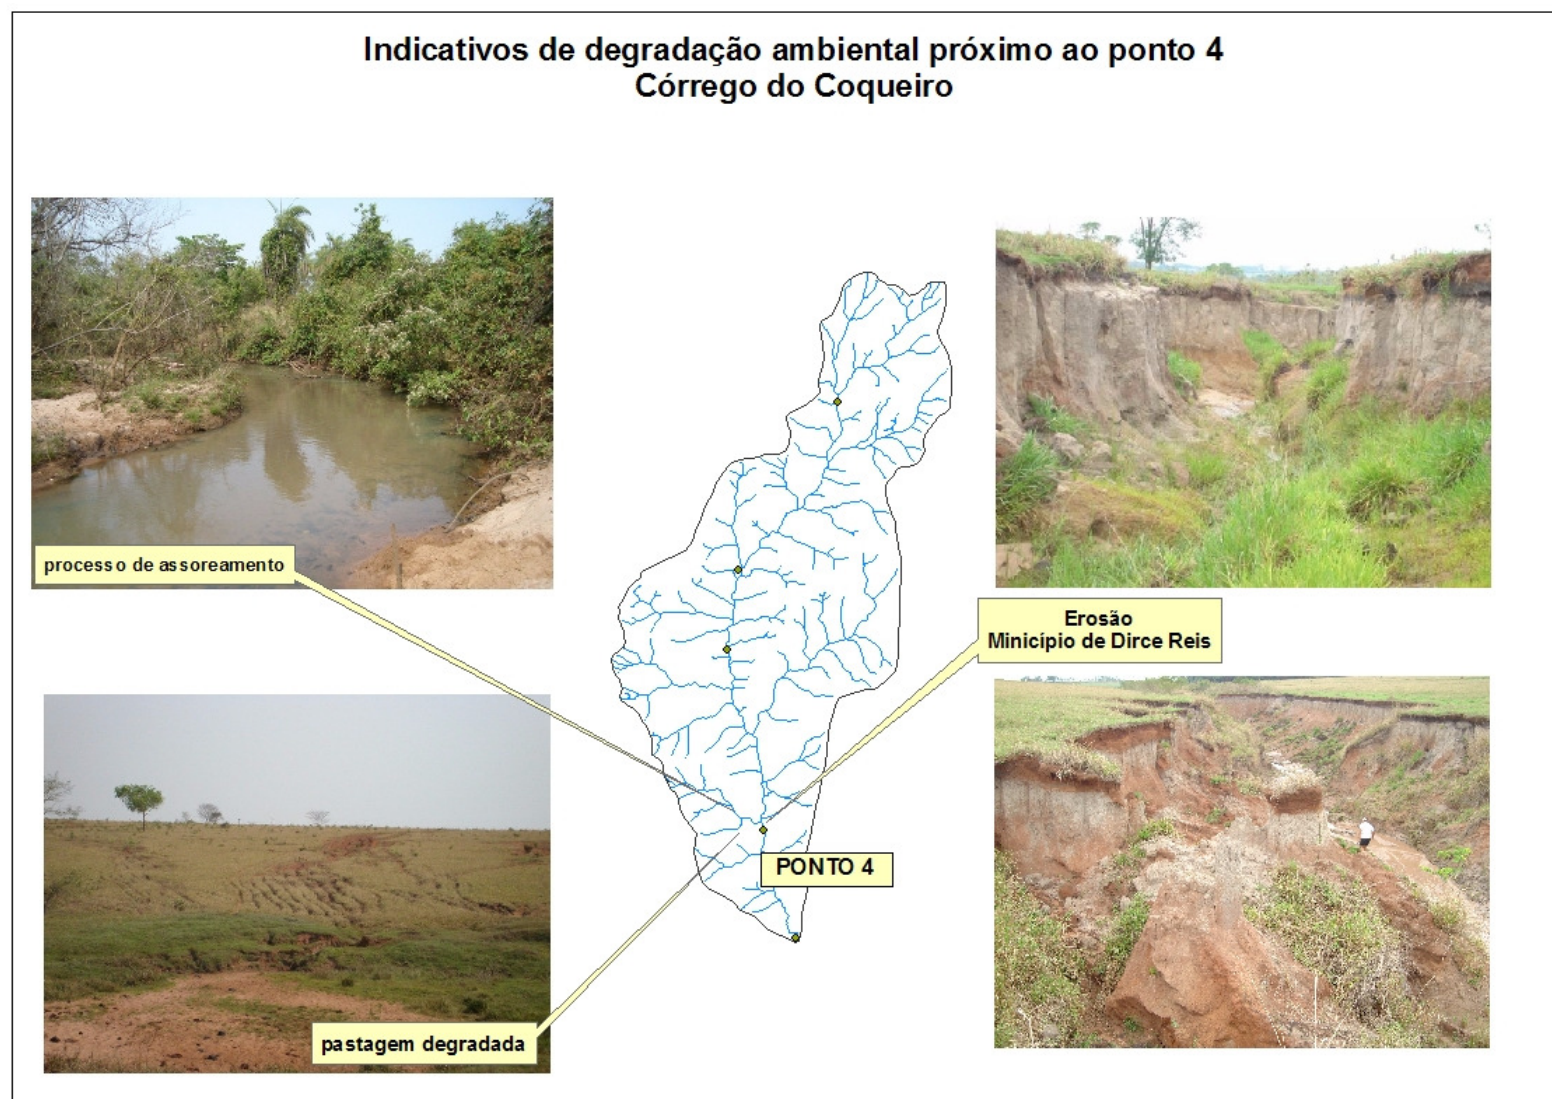 Indicativos de degradação ambiental próximo ao ponto 4
Córrego do Coqueiro
processo de assoreamento
Erosão
Minicípio de Dirce Reis
PONTO 4
pastagem degradada